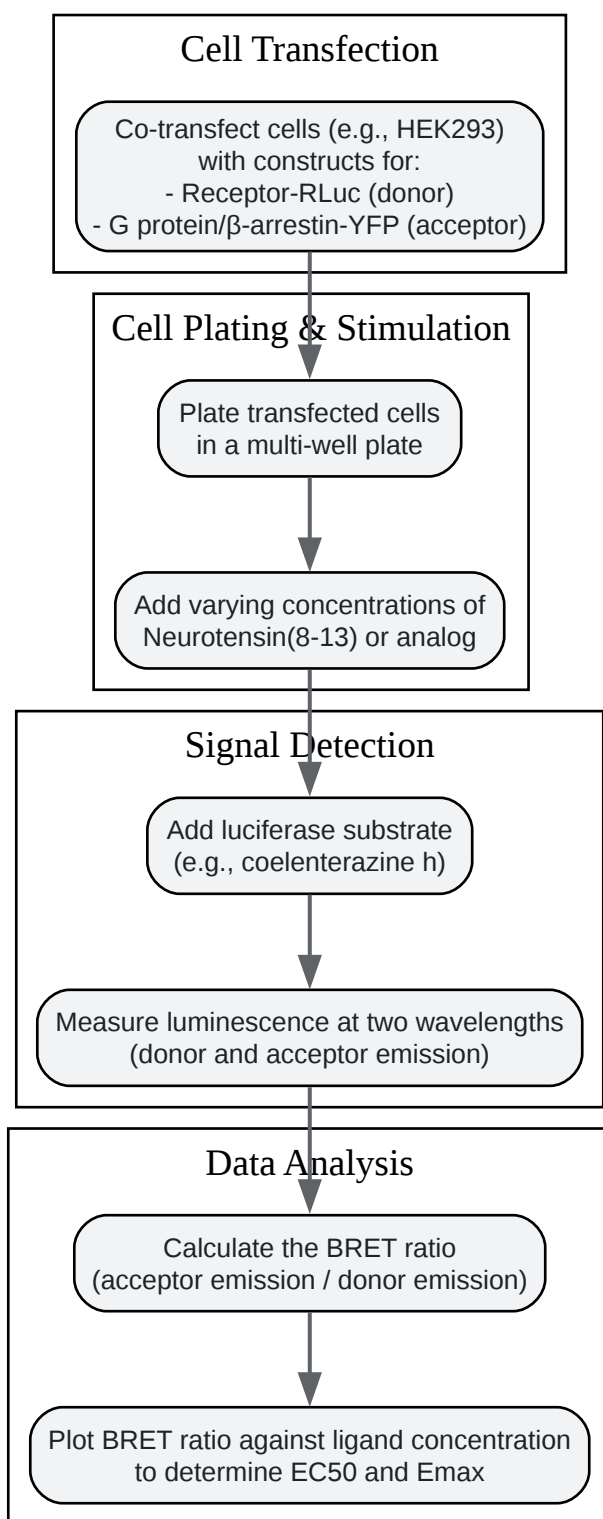 Cell Transfection
Co-transfect cells (e.g., HEK293)
with constructs for:
- Receptor-RLuc (donor)
- G protein/β-arrestin-YFP (acceptor)
Cell Plating & Stimulation
Plate transfected cells
in a multi-well plate
Add varying concentrations of
Neurotensin(8-13) or analog
Signal Detection
Add luciferase substrate
(e.g., coelenterazine h)
Measure luminescence at two wavelengths
(donor and acceptor emission)
Data Analysis
Calculate the BRET ratio
(acceptor emission / donor emission)
Plot BRET ratio against ligand concentration
to determine EC50 and Emax